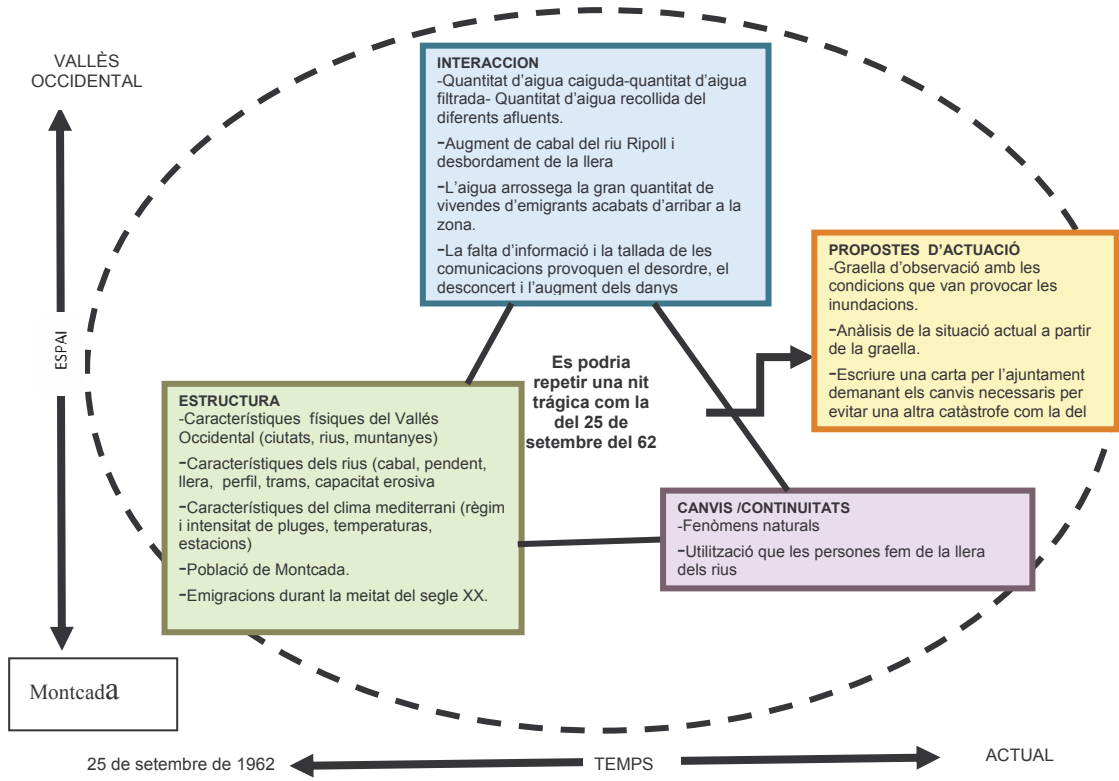 VALLÈS
OCCIDENTAL
ESPAI
INTERACCION
-Quantitat d'aigua caiguda-quantitat d'aigua
filtrada- Quantitat d'aigua recollida del
diferents afluents.
-Augment de cabal del riu Ripoll i
desbordament de la llera
-L'aigua arrossega la gran quantitat de
vivendes d'emigrants acabats d'arribar a la
zona.
-La falta d'informació i la tallada de les
comunicacions provoquen el desordre, el
desconcert i l'augment dels danys
PROPOSTES D'ACTUACIÓ
-Graella d'observació amb les
condicions que van provocar les
inundacions.
-Anàlisis de la situació actual a partir
de la graella.
-Escriure una carta per l'ajuntament
demanant els canvis necessaris per
evitar una altra catàstrofe com la del
Es podria
repetir una nit
trágica com la
del 25 de
setembre del 62
ESTRUCTURA
-Característiques físiques del Vallés
Occidental (ciutats, rius, muntanyes)
-Característiques dels rius (cabal, pendent,
llera, perfil, trams, capacitat erosiva
-Característiques del clima mediterrani (règim
i intensitat de pluges, temperaturas,
estacions)
-Població de Montcada.
-Emigracions durant la meitat del segle XX.
CANVIS /CONTINUITATS
-Fenòmens naturals
-Utilització que les persones fem de la llera
dels rius
Montcada
25 de setembre de 1962
TEMPS
ACTUAL